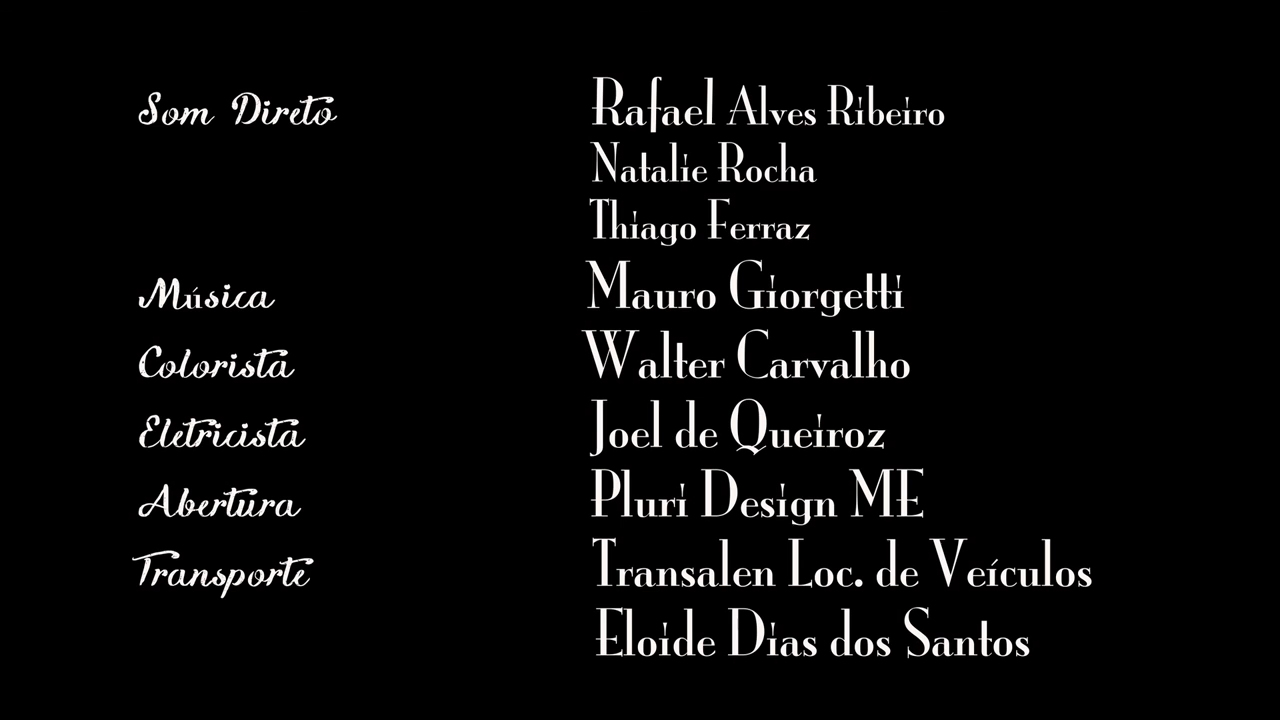 Som Direto Rafael Alves Ribeiro
Natalie Rocha
Thiago Ferraz
Música Mauro Giorgetti
Colorista Walter Carvalho
Eletricista Joel de Queiroz
Abertura Pluri Design ME
Transporte Transalen Loc. de Veículos
Eloide Dias dos Santos